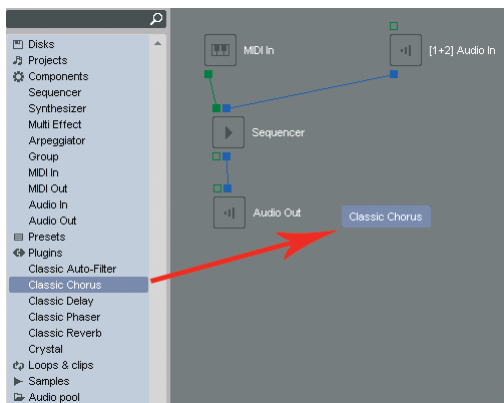 Disks
Projects
Components
Sequencer
Synthesizer
Multi Effect
Arpeggiator
Group
MIDI In
MIDI Out
Audio In
Audio Out
Presets
Plugins
Classic Auto-Filter
Classic Chorus
Classic Delay
Classic Phaser
Classic Reverb
Crystal
Loops & clips
Samples
Audio pool
MIDI In
[1+2] Audio In
Sequencer
Audio Out
Classic Chorus